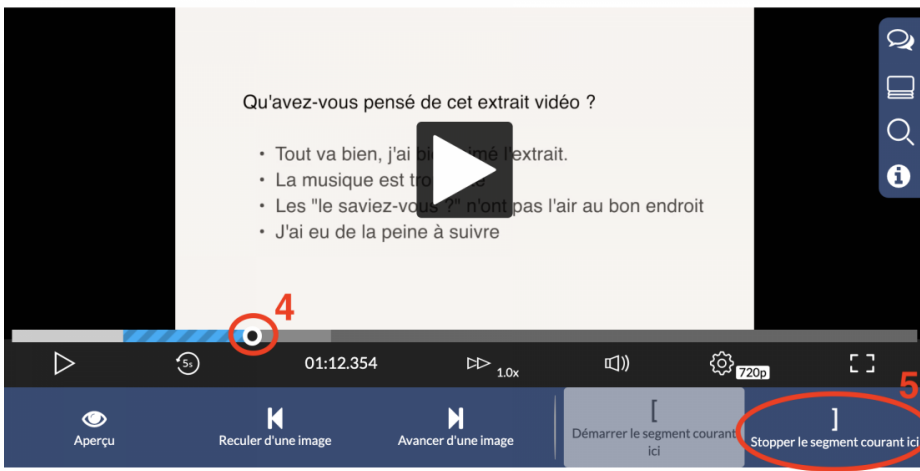 Qu'avez-vous pensé de cet extrait vidéo ?
• Tout va bien, j'ai bien aimé l'extrait.
• La musique est
• Les "le saviez-vous ?" n'ont pas l'air au bon endroit
• J'ai eu de la peine à suivre
4
5s
01:12.354
1.0x
720p
5
Aperçu
Reculer d'une image
Avancer d'une image
[
Démarrer le segment courant
ici
]
Stopper le segment courant ici